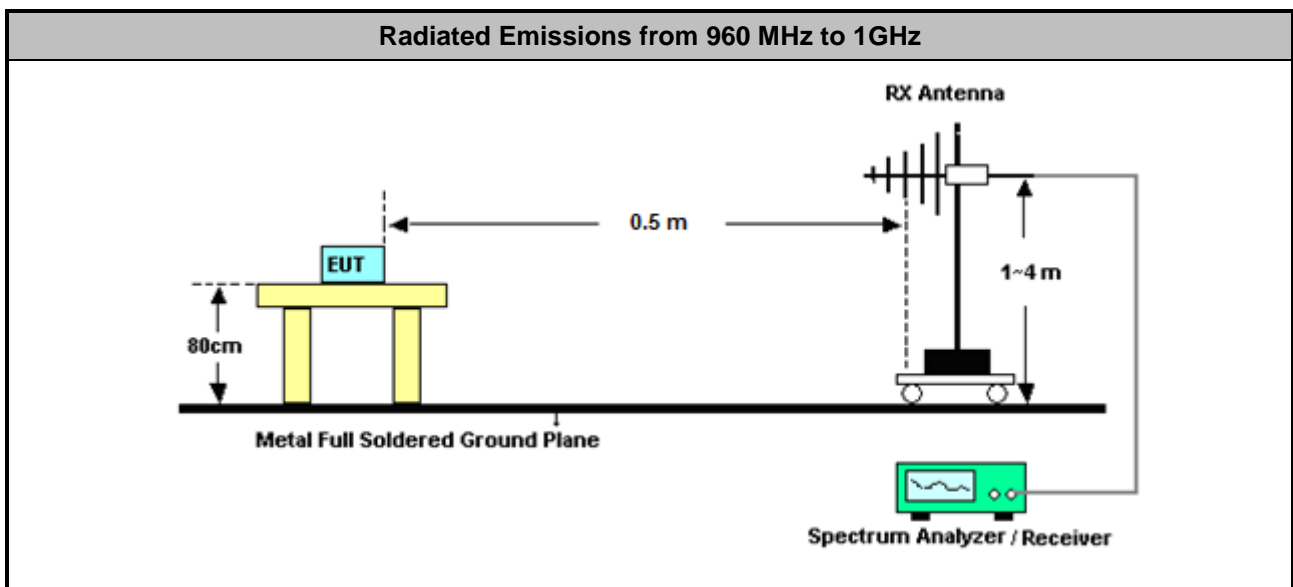 Radiated Emissions from 960 MHz to 1GHz
RX Antenna
0.5 m
EUT
1~4 m
80cm
Metal Full Soldered Ground Plane
Spectrum Analyzer / Receiver